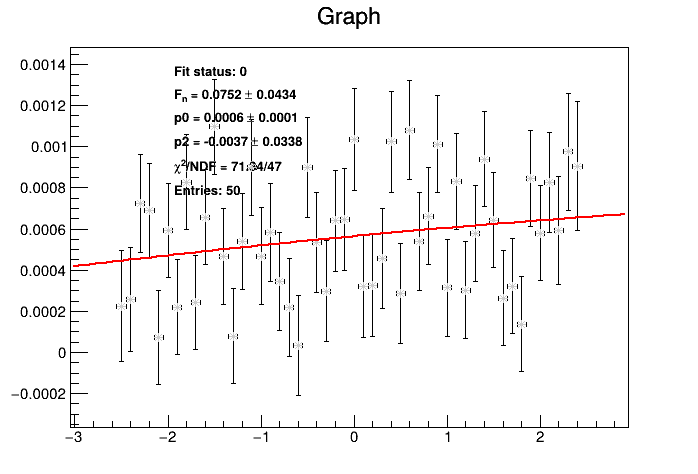 Graph
0.0014
0.0012
0.001
0.0008
0.0006
0.0004
0.0002
0
−0.0002
Fit status: 0
Fn = 0.0752 ± 0.0434
p0 = 0.0006 ± 0.0001
p2 = -0.0037 ± 0.0338
χ²/NDF = 71.34/47
Entries: 50
−3 −2 −1 0 1 2